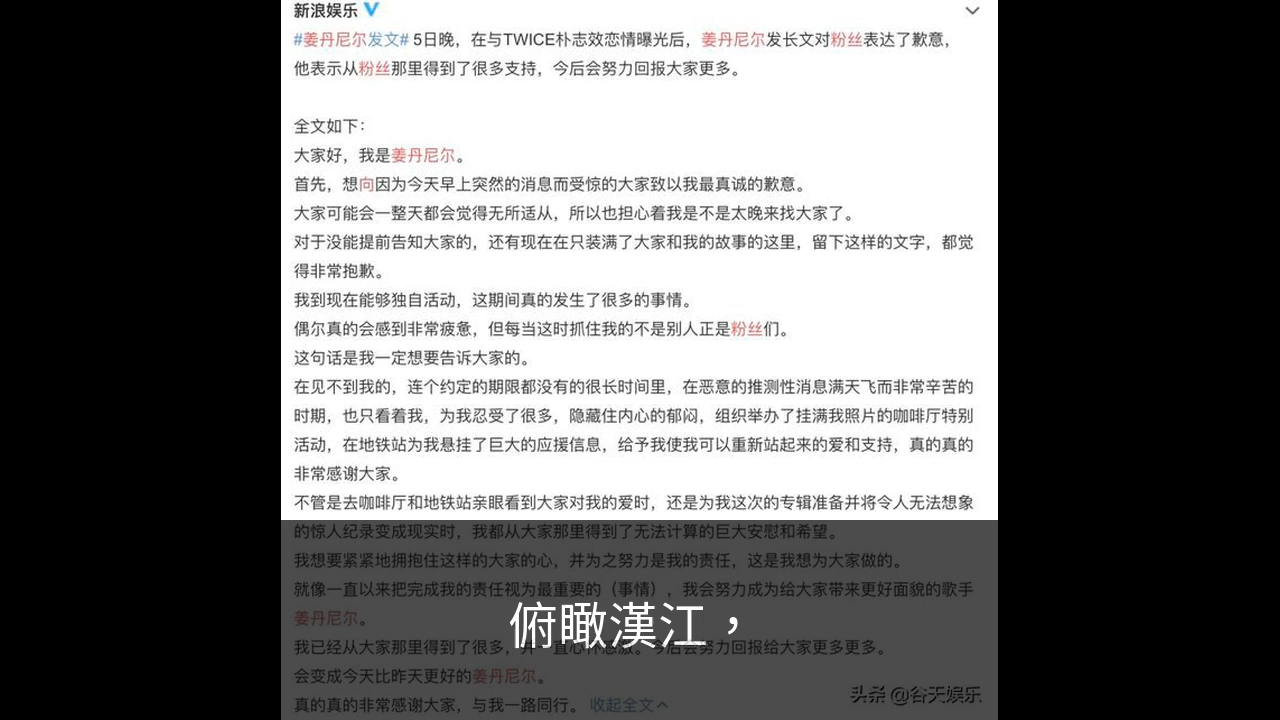 新浪娱乐
#姜丹尼尔发文# 5日晚，在与TWICE朴志效恋情曝光后，姜丹尼尔发长文对粉丝表达了歉意，
他表示从粉丝那里得到了很多支持，今后会努力回报大家更多。
全文如下：
大家好，我是姜丹尼尔。
首先，想向因为今天早上突然的消息而受惊的大家致以我最真诚的歉意。
大家可能会一整天都会觉得无所适从，所以也担心着我是不是太晚来找大家了。
对于没能提前告知大家的，还有现在在只装满了大家和我的故事的这里，留下这样的文字，都觉
得非常抱歉。
我到现在能够独自活动，这期间真的发生了很多的事情。
偶尔真的会感到非常疲惫，但每当这时抓住我的不是别人正是粉丝们。
这句话是我一定想要告诉大家的。
在见不到我的，连个约定的期限都没有的很长时间里，在恶意的推测性消息满天飞而非常辛苦的
时期，也只看着我，为我忍受了很多，隐藏住内心的郁闷，组织举办了挂满我照片的咖啡厅特别
活动，在地铁站为我悬挂了巨大的应援信息，给予我使我可以重新站起来的爱和支持，真的真的
非常感谢大家。
不管是去咖啡厅和地铁站亲眼看到大家对我的爱时，还是为我这次的专辑准备并将令人无法想象
的惊人纪录变成现实时，我都从大家那里得到了无法计算的巨大安慰和希望。
我想要紧紧地拥抱住这样的大家的心，并为之努力是我的责任，这是我想为大家做的。
就像一直以来把完成我的责任视为最重要的（事情），我会努力成为给大家带来更好面貌的歌手
姜丹尼尔。
我已经从大家那里得到了很多，并一直心怀感激。今后会努力回报给大家更多更多。
会变成今天比昨天更好的姜丹尼尔。
真的真的非常感谢大家，与我一路同行。 收起全文
俯瞰漢江，
头条 @谷天娱乐